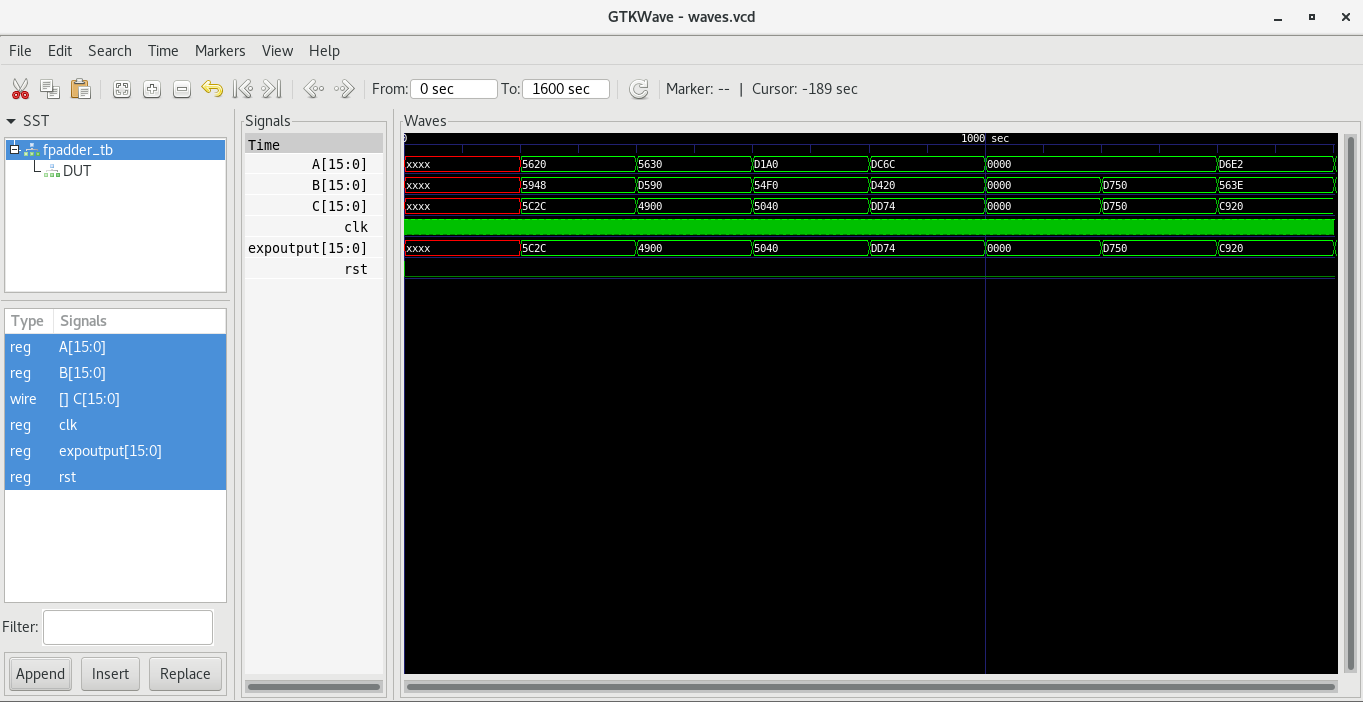 GTKWave - waves.vcd
File Edit Search Time Markers View Help
From: 0 sec To: 1600 sec Marker: -- | Cursor: -189 sec
SST
fpadder_tb
DUT
Type Signals
reg A[15:0]
reg B[15:0]
wire [] C[15:0]
reg clk
reg expoutput[15:0]
reg rst
Filter:
Append Insert Replace
Signals
Time
A[15:0]
B[15:0]
C[15:0]
clk
expoutput[15:0]
rst
Waves
0 1000 sec
xxxx 5620 5630 D1A0 DC6C 0000 D6E2
xxxx 5948 D590 54F0 D420 0000 D750 563E
xxxx 5C2C 4900 5040 DD74 0000 D750 C920
xxxx 5C2C 4900 5040 DD74 0000 D750 C920